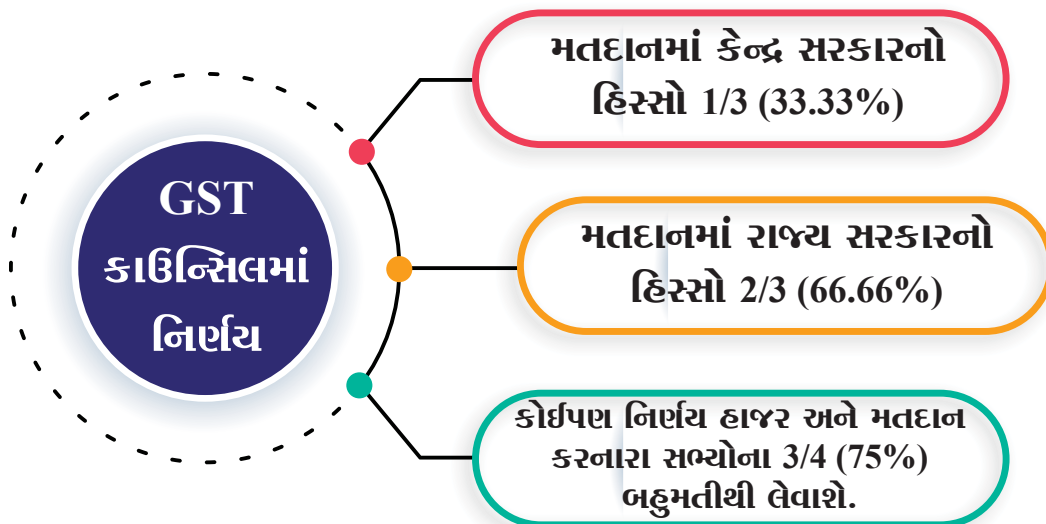 GST
કાઉન્સિલમાં
નિર્ણય
મતદાનમાં કેન્દ્ર સરકારનો
હિસ્સો 1/3 (33.33%)
મતદાનમાં રાજ્ય સરકારનો
હિસ્સો 2/3 (66.66%)
કોઈપણ નિર્ણય હાજર અને મતદાન
કરનારા સભ્યોના 3/4 (75%)
બહુમતીથી લેવાશે.